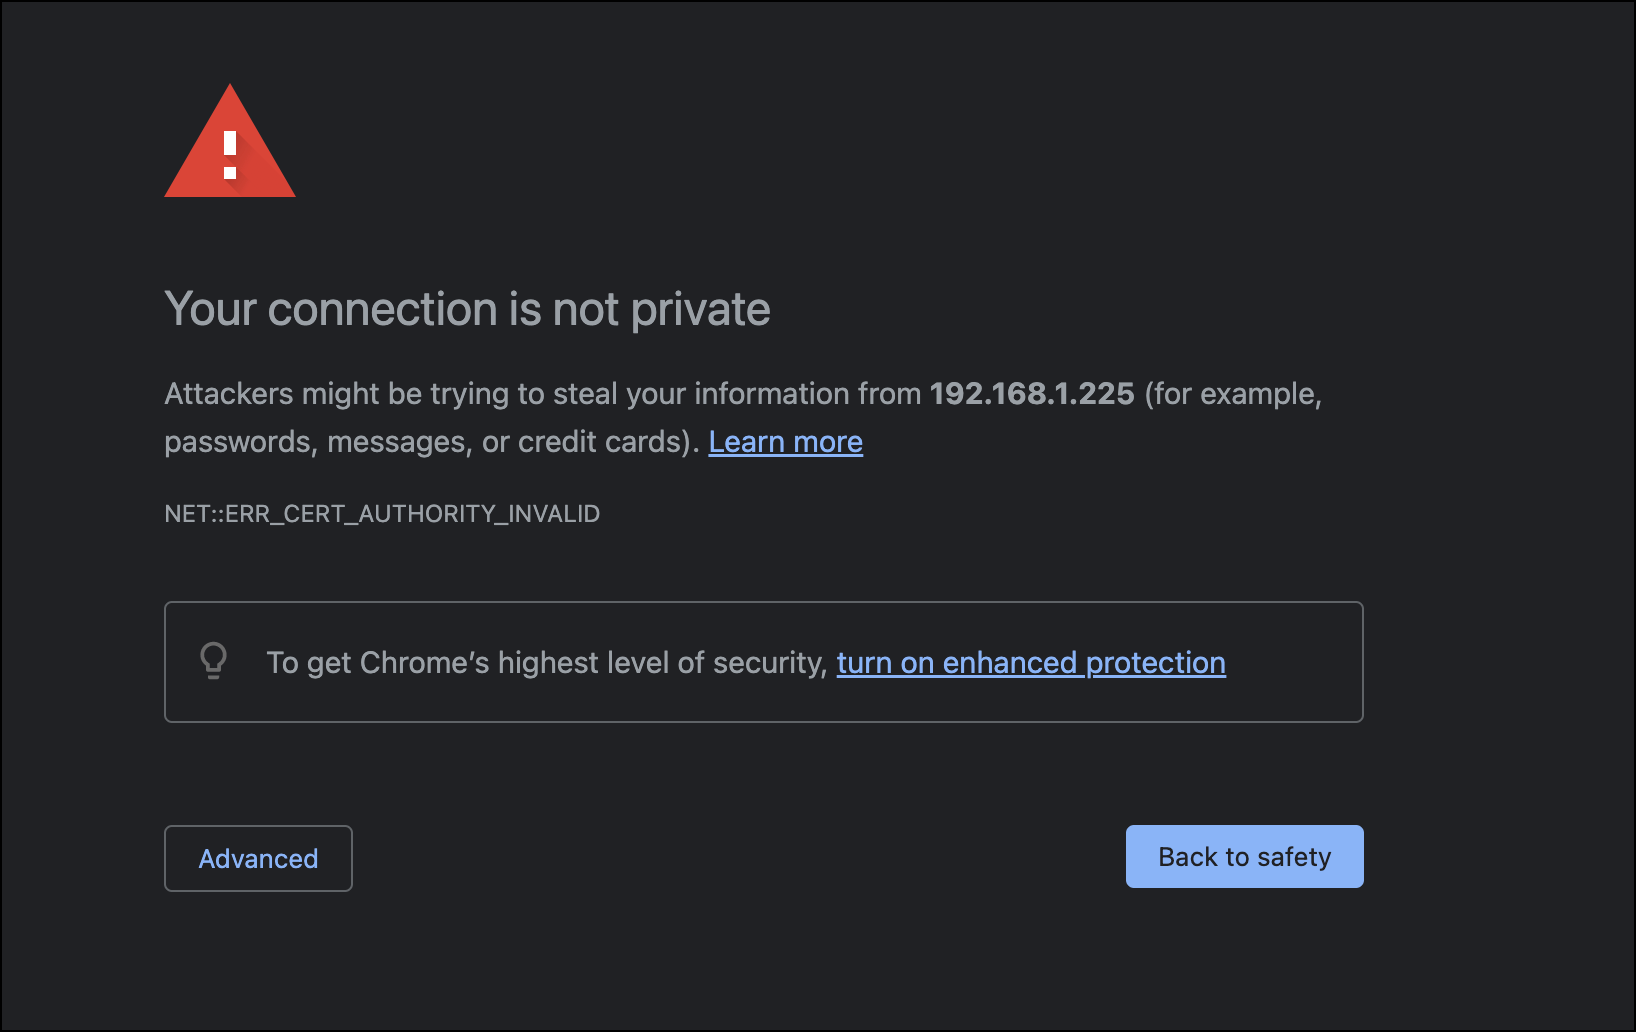 Your connection is not private
Attackers might be trying to steal your information from 192.168.1.225 (for example,
passwords, messages, or credit cards). Learn more
NET::ERR_CERT_AUTHORITY_INVALID
To get Chrome’s highest level of security, turn on enhanced protection
Advanced
Back to safety